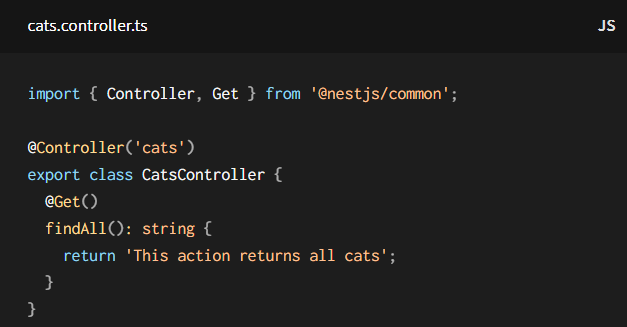 cats.controller.ts JS
import { Controller, Get } from '@nestjs/common';
@Controller('cats')
export class CatsController {
@Get()
findAll(): string {
return 'This action returns all cats';
}
}